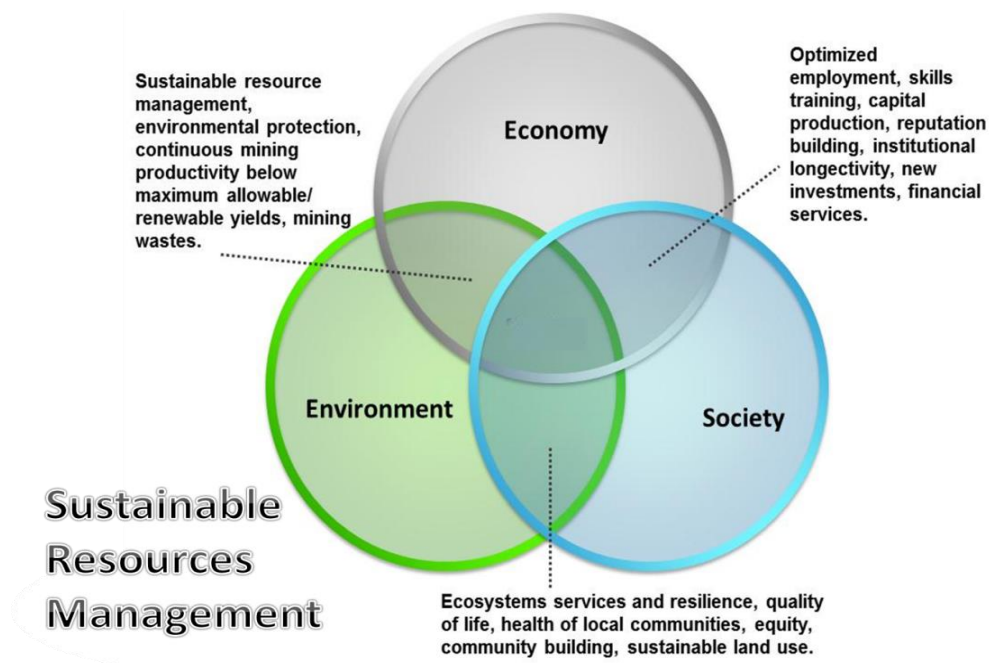 Sustainable resource
management,
environmental protection,
continuous mining
productivity below
maximum allowable/
renewable yields, mining
wastes.
Economy
Optimized
employment, skills
training, capital
production, reputation
building, institutional
longectivity, new
investments, financial
services.
Environment
Society
Sustainable
Resources
Management
Ecosystems services and resilience, quality
of life, health of local communities, equity,
community building, sustainable land use.